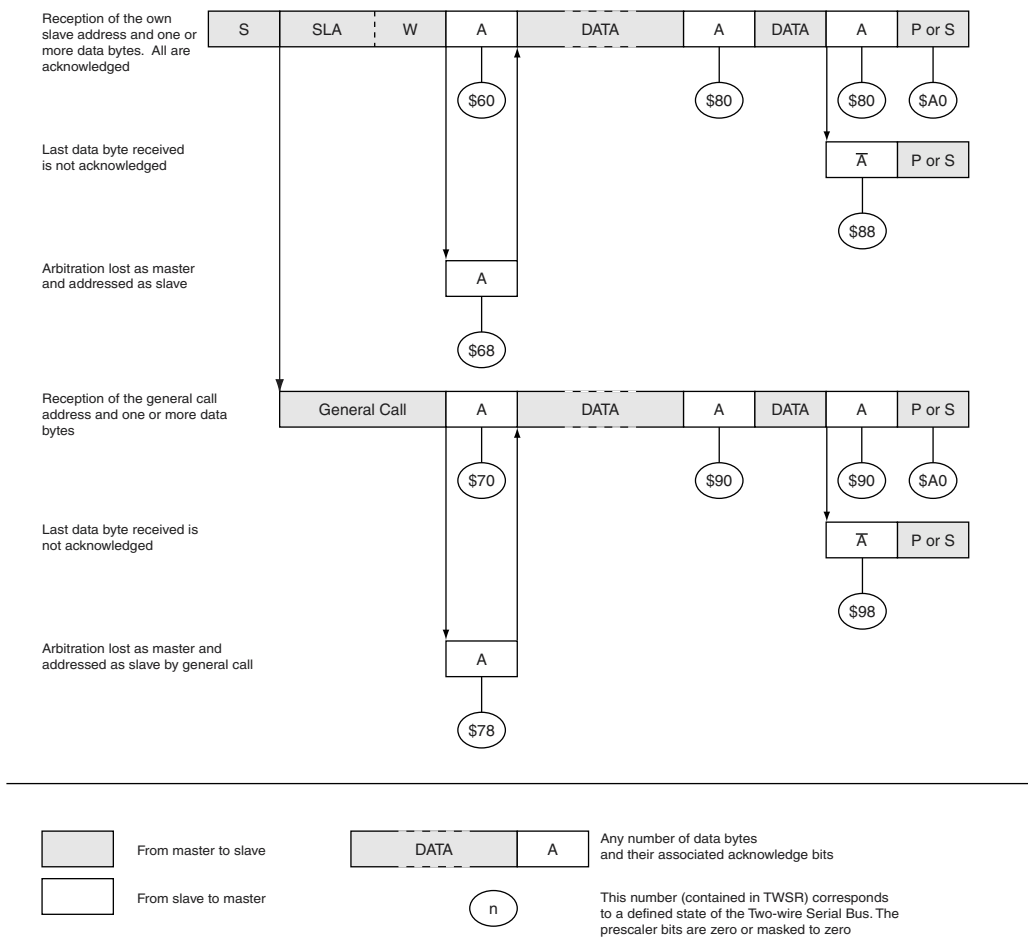 Reception of the own
slave address and one or
more data bytes. All are
acknowledged
S SLA W A DATA A DATA A P or S
$60 $80 $80 $A0
Last data byte received
is not acknowledged
A̅ P or S
$88
Arbitration lost as master
and addressed as slave
A
$68
Reception of the general call
address and one or more data
bytes
General Call A DATA A DATA A P or S
$70 $90 $90 $A0
Last data byte received is
not acknowledged
A̅ P or S
$98
Arbitration lost as master and
addressed as slave by general call
A
$78
From master to slave
DATA A
Any number of data bytes
and their associated acknowledge bits
From slave to master
n
This number (contained in TWSR) corresponds
to a defined state of the Two-wire Serial Bus. The
prescaler bits are zero or masked to zero